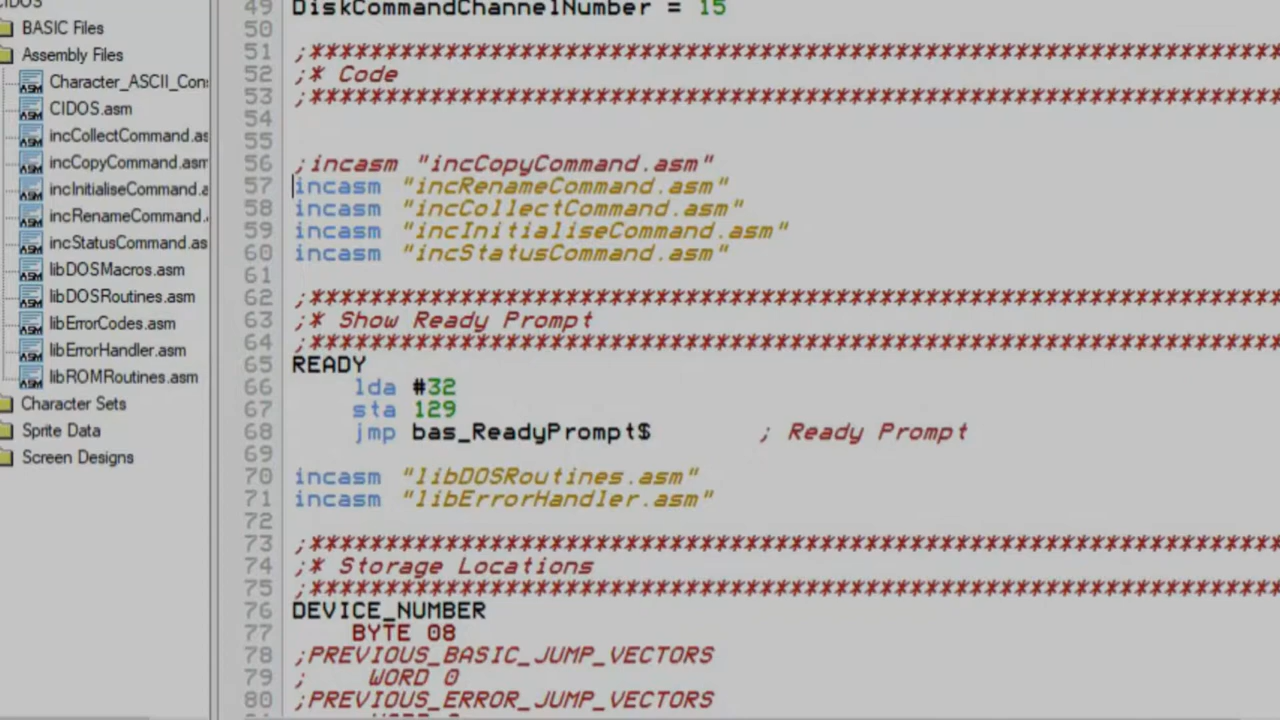 CIDOS
BASIC Files
Assembly Files
Character_ASCII_Con
CIDOS.asm
incCollectCommand.as
incCopyCommand.asm
incInitialiseCommand.a
incRenameCommand.
incStatusCommand.as
libDOSMacros.asm
libDOSRoutines.asm
libErrorCodes.asm
libErrorHandler.asm
libROMRoutines.asm
Character Sets
Sprite Data
Screen Designs
49 DiskCommandChannelNumber = 15
50
51 ;******************************************************************
52 ;* Code
53 ;******************************************************************
54
55
56 ;incasm "incCopyCommand.asm"
57 incasm "incRenameCommand.asm"
58 incasm "incCollectCommand.asm"
59 incasm "incInitialiseCommand.asm"
60 incasm "incStatusCommand.asm"
61
62 ;******************************************************************
63 ;* Show Ready Prompt
64 ;******************************************************************
65 READY
66 lda #32
67 sta 129
68 jmp bas_ReadyPrompt$ ; Ready Prompt
69
70 incasm "libDOSRoutines.asm"
71 incasm "libErrorHandler.asm"
72
73 ;******************************************************************
74 ;* Storage Locations
75 ;******************************************************************
76 DEVICE_NUMBER
77 BYTE 08
78 ;PREVIOUS_BASIC_JUMP_VECTORS
79 ; WORD 0
80 ;PREVIOUS_ERROR_JUMP_VECTORS